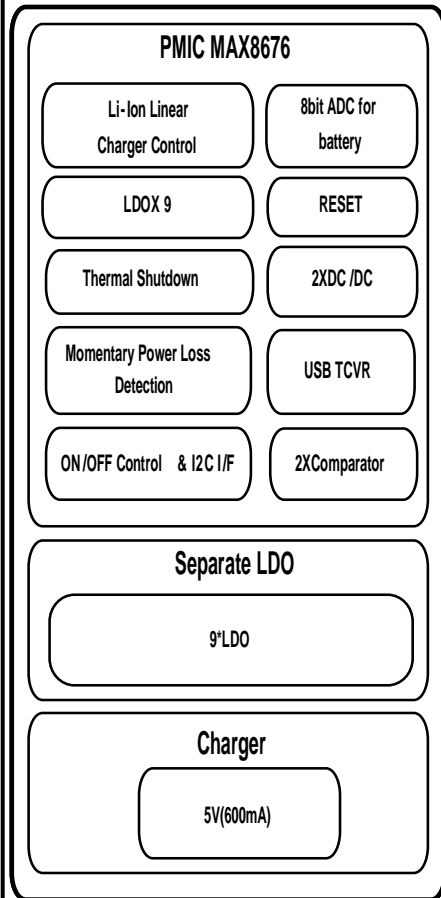 PMIC MAX8676
Li-Ion Linear
Charger Control
8bit ADC for
battery
LDOX 9
RESET
Thermal Shutdown
2XDC /DC
Momentary Power Loss
Detection
USB TCVR
ON/OFF Control & I2C I/F
2XComparator
Separate LDO
9*LDO
Charger
5V(600mA)